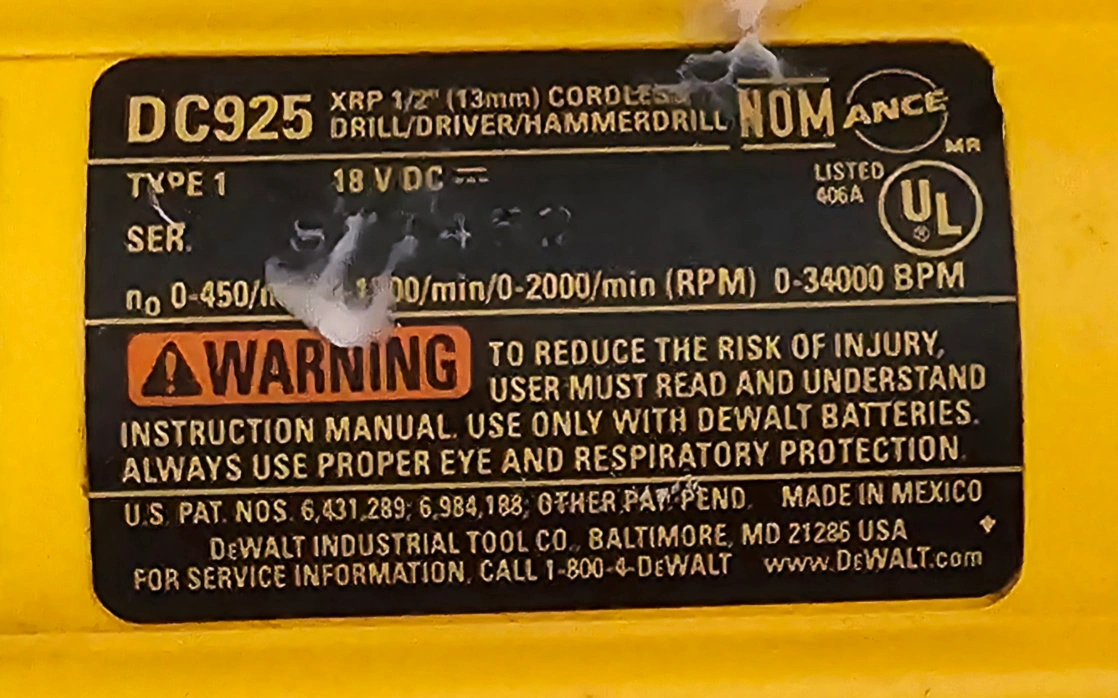 DC925 XRP 1/2" (13mm) CORDLESS
DRILL/DRIVER/HAMMERDRILL
NOM ANCE
MR
TYPE 1 18 V DC
LISTED
406A
UL
®
SER.
n₀ 0-450/ 00/min/0-2000/min (RPM) 0-34000 BPM
WARNING TO REDUCE THE RISK OF INJURY,
USER MUST READ AND UNDERSTAND
INSTRUCTION MANUAL. USE ONLY WITH DEWALT BATTERIES.
ALWAYS USE PROPER EYE AND RESPIRATORY PROTECTION.
U.S. PAT. NOS. 6,431,289; 6,984,188; OTHER PAT. PEND. MADE IN MEXICO
DEWALT INDUSTRIAL TOOL CO., BALTIMORE, MD 21286 USA
FOR SERVICE INFORMATION, CALL 1-800-4-DEWALT www.DEWALT.com